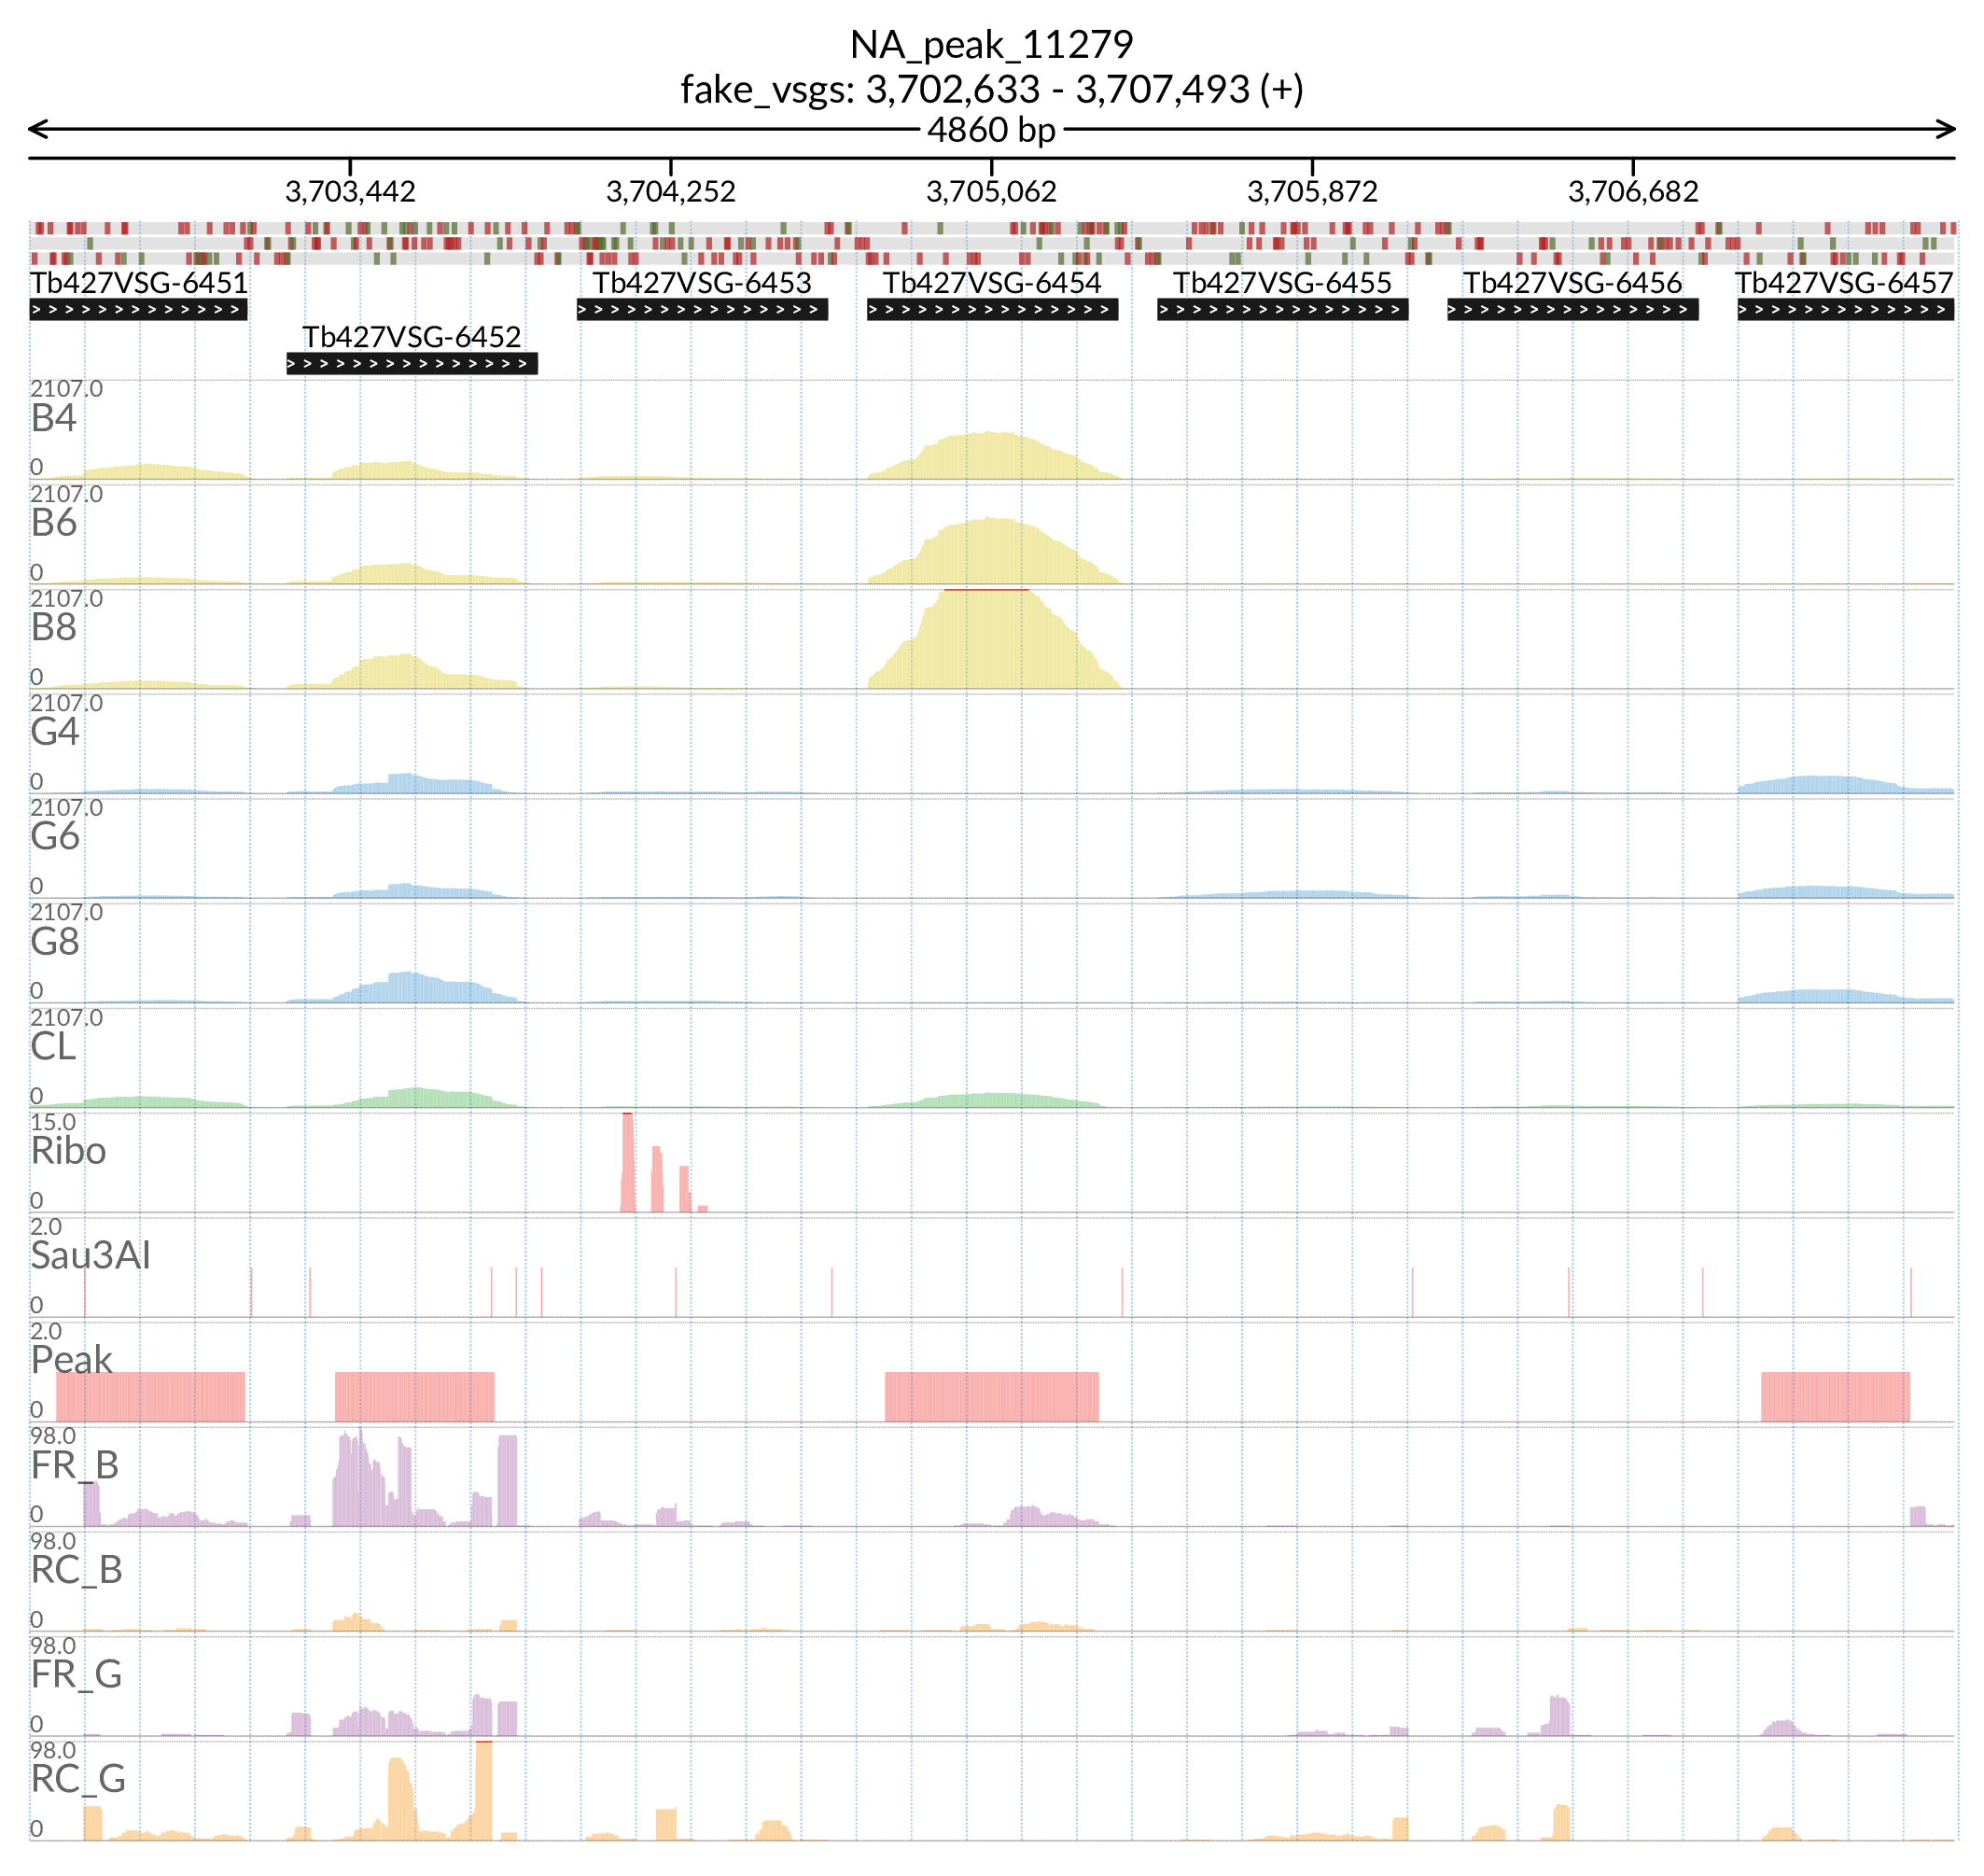 NA_peak_11279
fake_vsgs: 3,702,633 - 3,707,493 (+)
4860 bp
3,703,442 3,704,252 3,705,062 3,705,872 3,706,682
Tb427VSG-6451 Tb427VSG-6453 Tb427VSG-6454 Tb427VSG-6455 Tb427VSG-6456 Tb427VSG-6457
Tb427VSG-6452
2107.0
B4
0
2107.0
B6
0
2107.0
B8
0
2107.0
G4
0
2107.0
G6
0
2107.0
G8
0
2107.0
CL
0
15.0
Ribo
0
2.0
Sau3AI
0
2.0
Peak
0
98.0
FR_B
0
98.0
RC_B
0
98.0
FR_G
0
98.0
RC_G
0